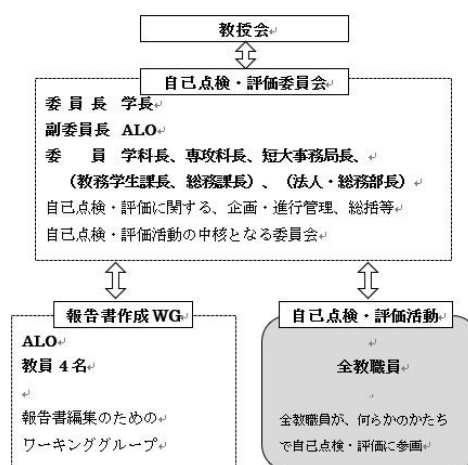 教授会
自己点検・評価委員会
委 員 長 学長
副委員長 ALO
委　　員 学科長、専攻科長、短大事務局長、
（教務学生課長、総務課長）、（法人・総務部長）
自己点検・評価に関する、企画・進行管理、総括等
自己点検・評価活動の中核となる委員会
報告書作成 WG
ALO
教員 4 名
報告書編集のための
ワーキンググループ
自己点検・評価活動
全教職員
全教職員が、何らかのかたち
で自己点検・評価に参画